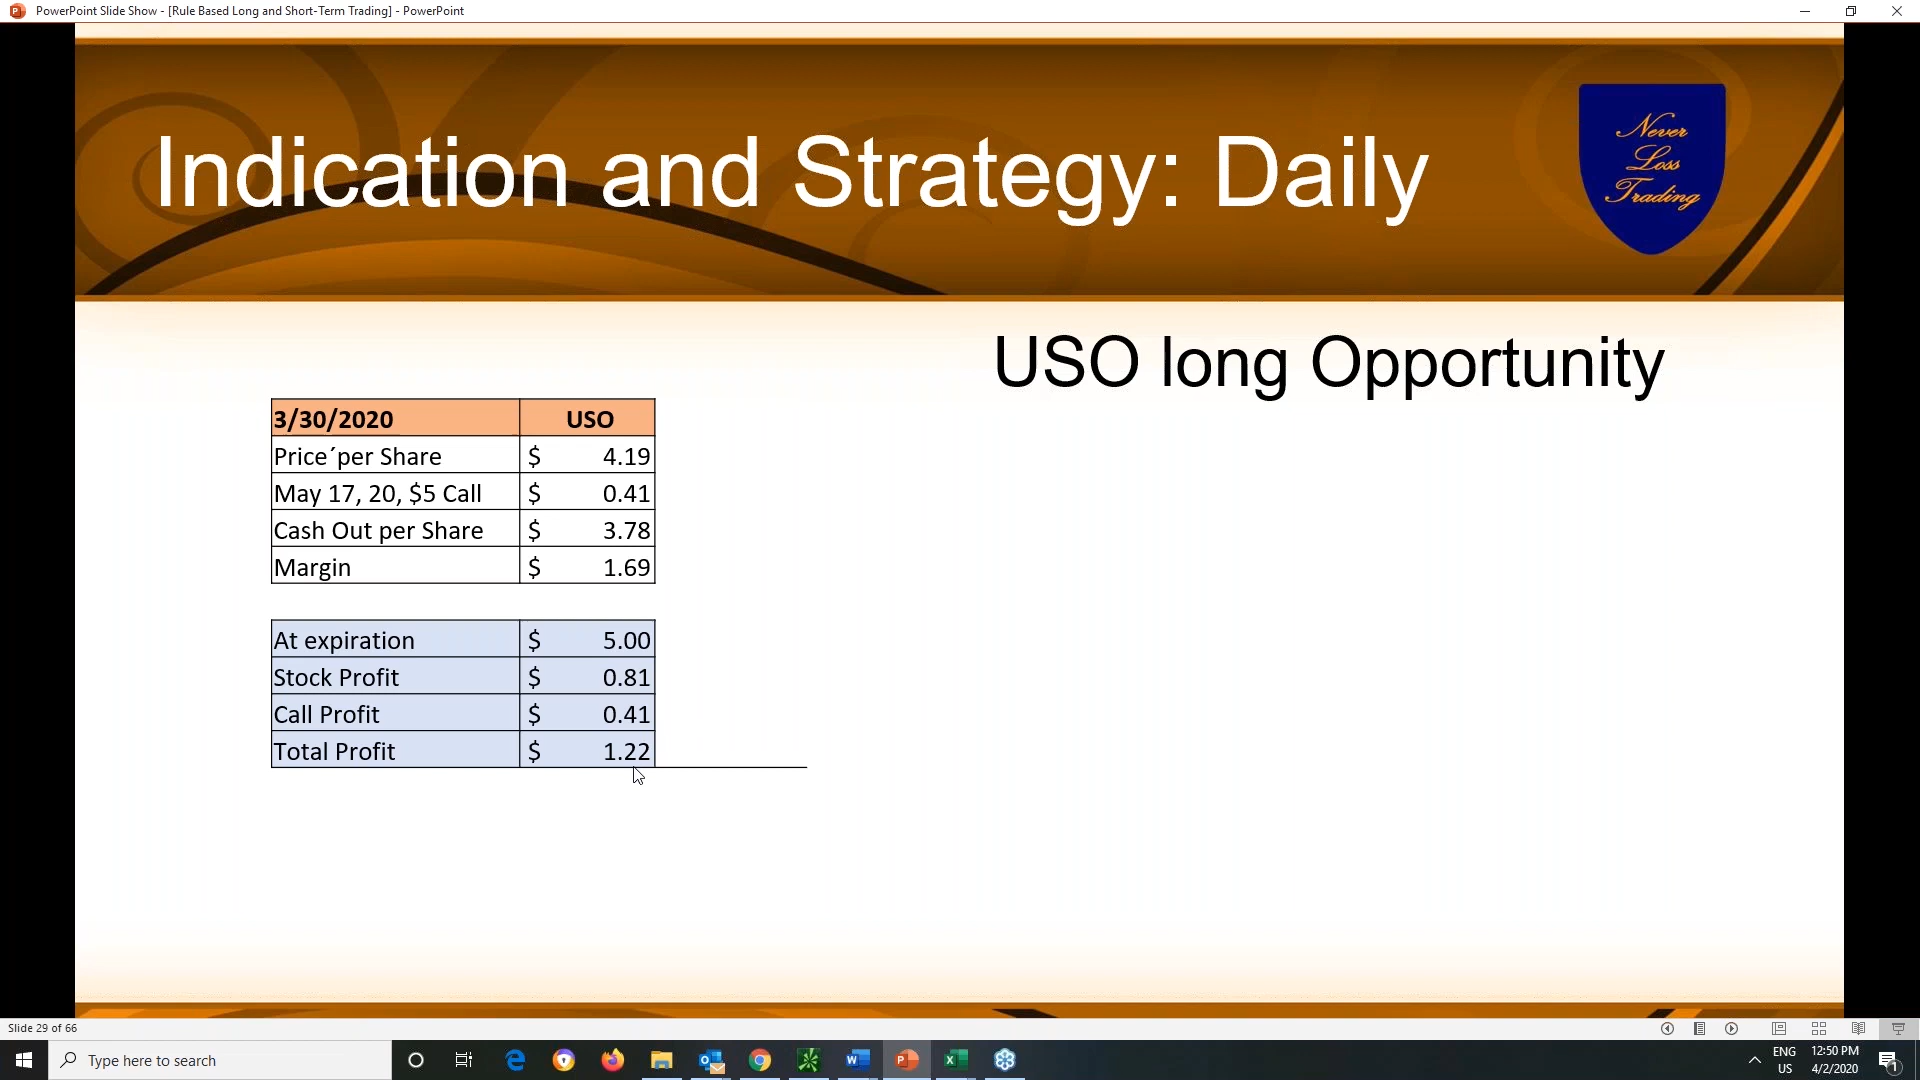 PowerPoint Slide Show - [Rule Based Long and Short-Term Trading] - PowerPoint
Indication and Strategy: Daily
Never
Loss
Trading
USO long Opportunity
3/30/2020 USO
Price´per Share $ 4.19
May 17, 20, $5 Call $ 0.41
Cash Out per Share $ 3.78
Margin $ 1.69
At expiration $ 5.00
Stock Profit $ 0.81
Call Profit $ 0.41
Total Profit $ 1.22
Slide 29 of 66
Type here to search
ENG
US
12:50 PM
4/2/2020
1